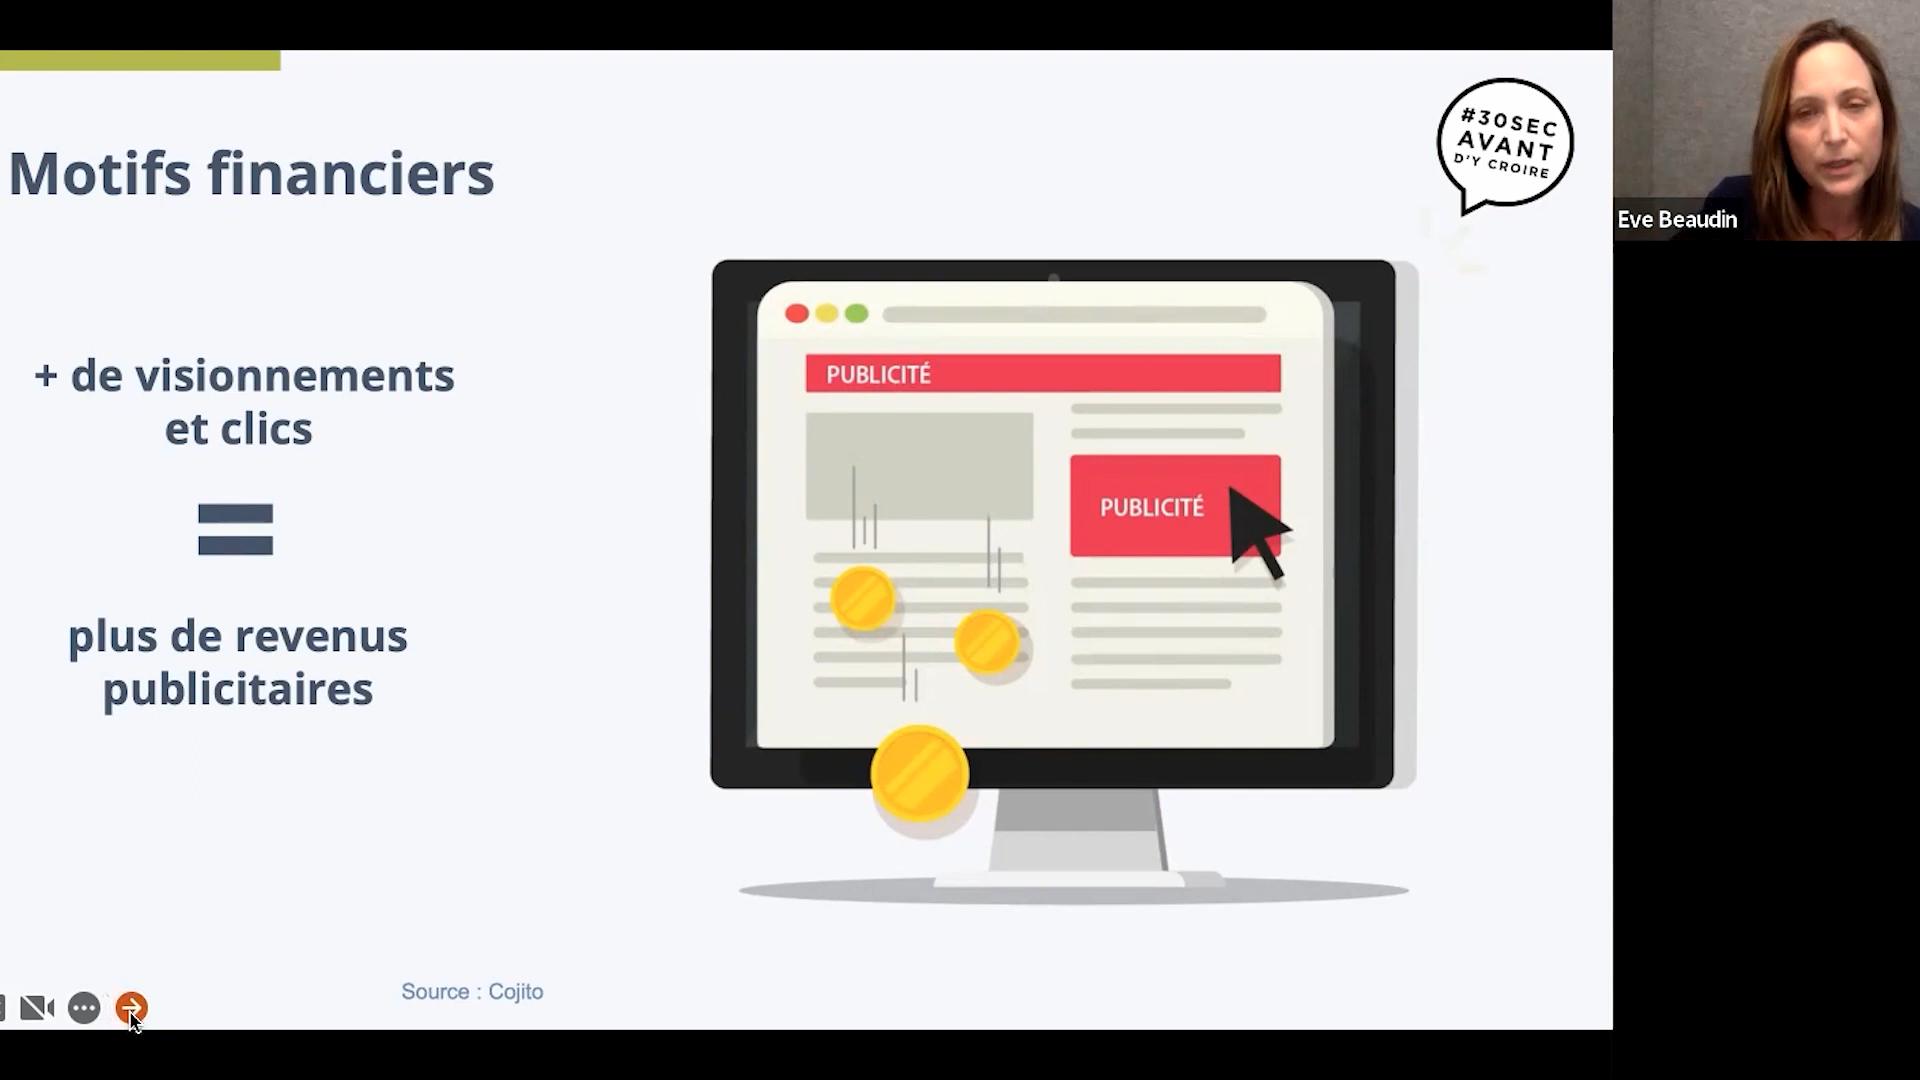 Motifs financiers
+ de visionnements
et clics
=
plus de revenus
publicitaires
#30SEC
AVANT
D'Y CROIRE
PUBLICITÉ
PUBLICITÉ
Source : Cojito
Eve Beaudin